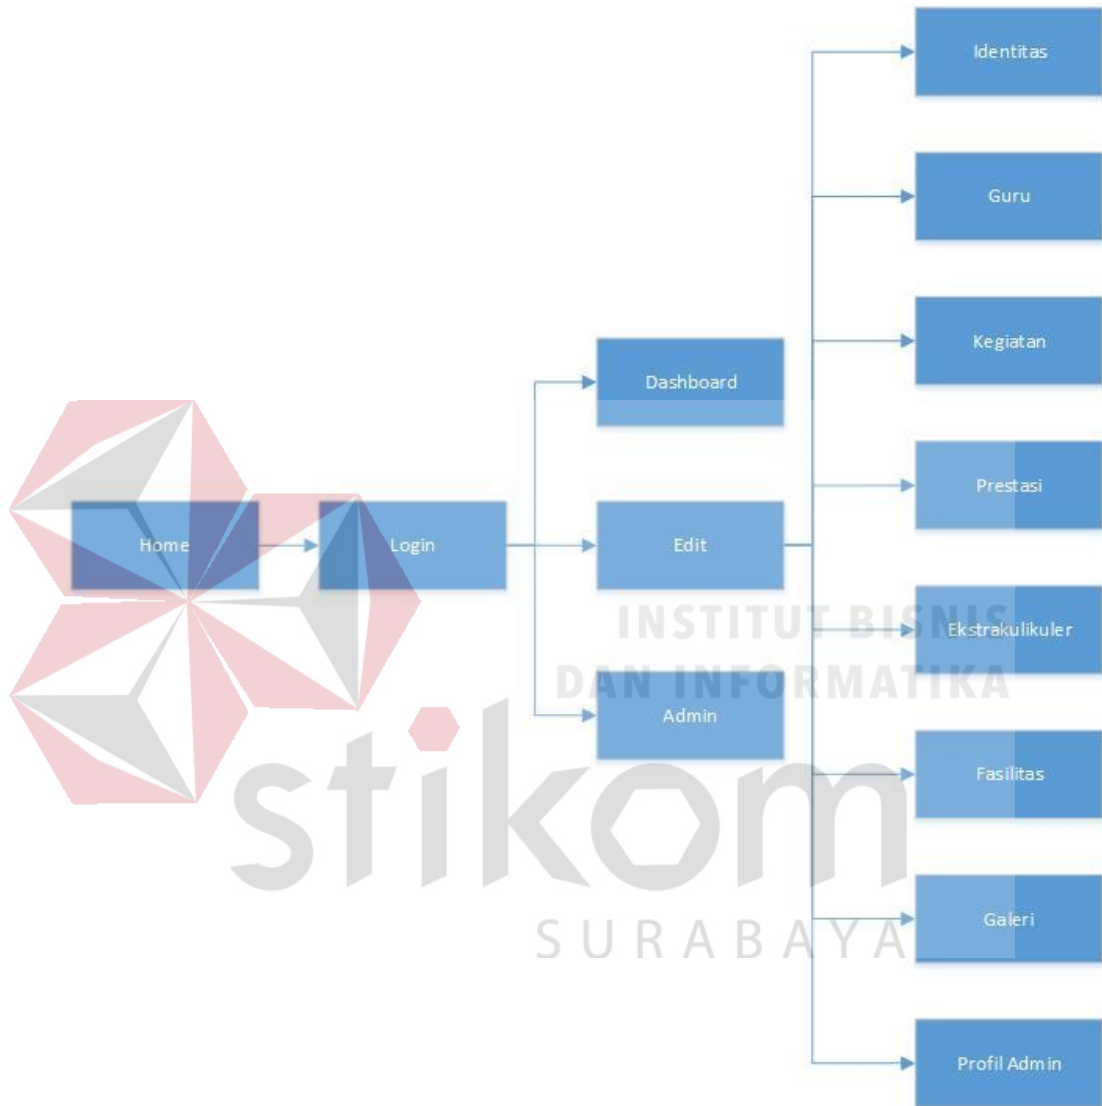 Identitas
Guru
Kegiatan
Dashboard
Prestasi
Home
Login
Edit
INSTITUT BISNIS
Ekstrakulikuler
DAN INFORMATIKA
Admin
Fasilitas
stikom
Galeri
SURABAYA
Profil Admin